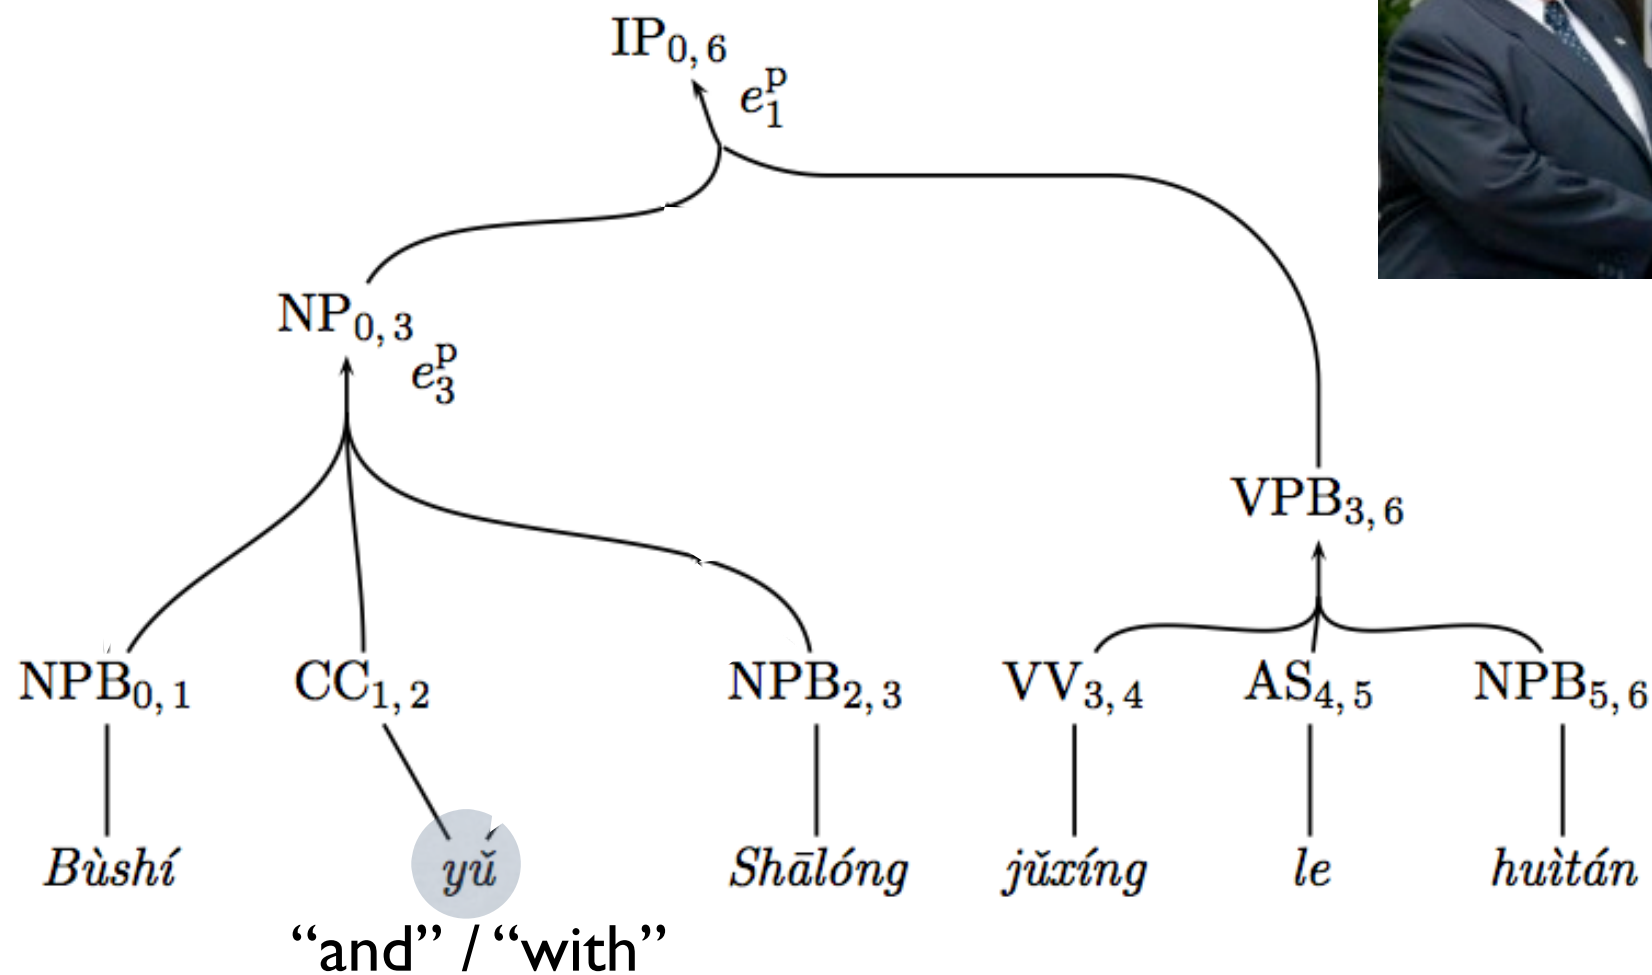 IP0, 6
e1p
NP0, 3
e3p
VPB3, 6
NPB0, 1 CC1, 2 NPB2, 3 VV3, 4 AS4, 5 NPB5, 6
Bùshí yǔ Shālóng jǔxíng le huìtán
“and” / “with”